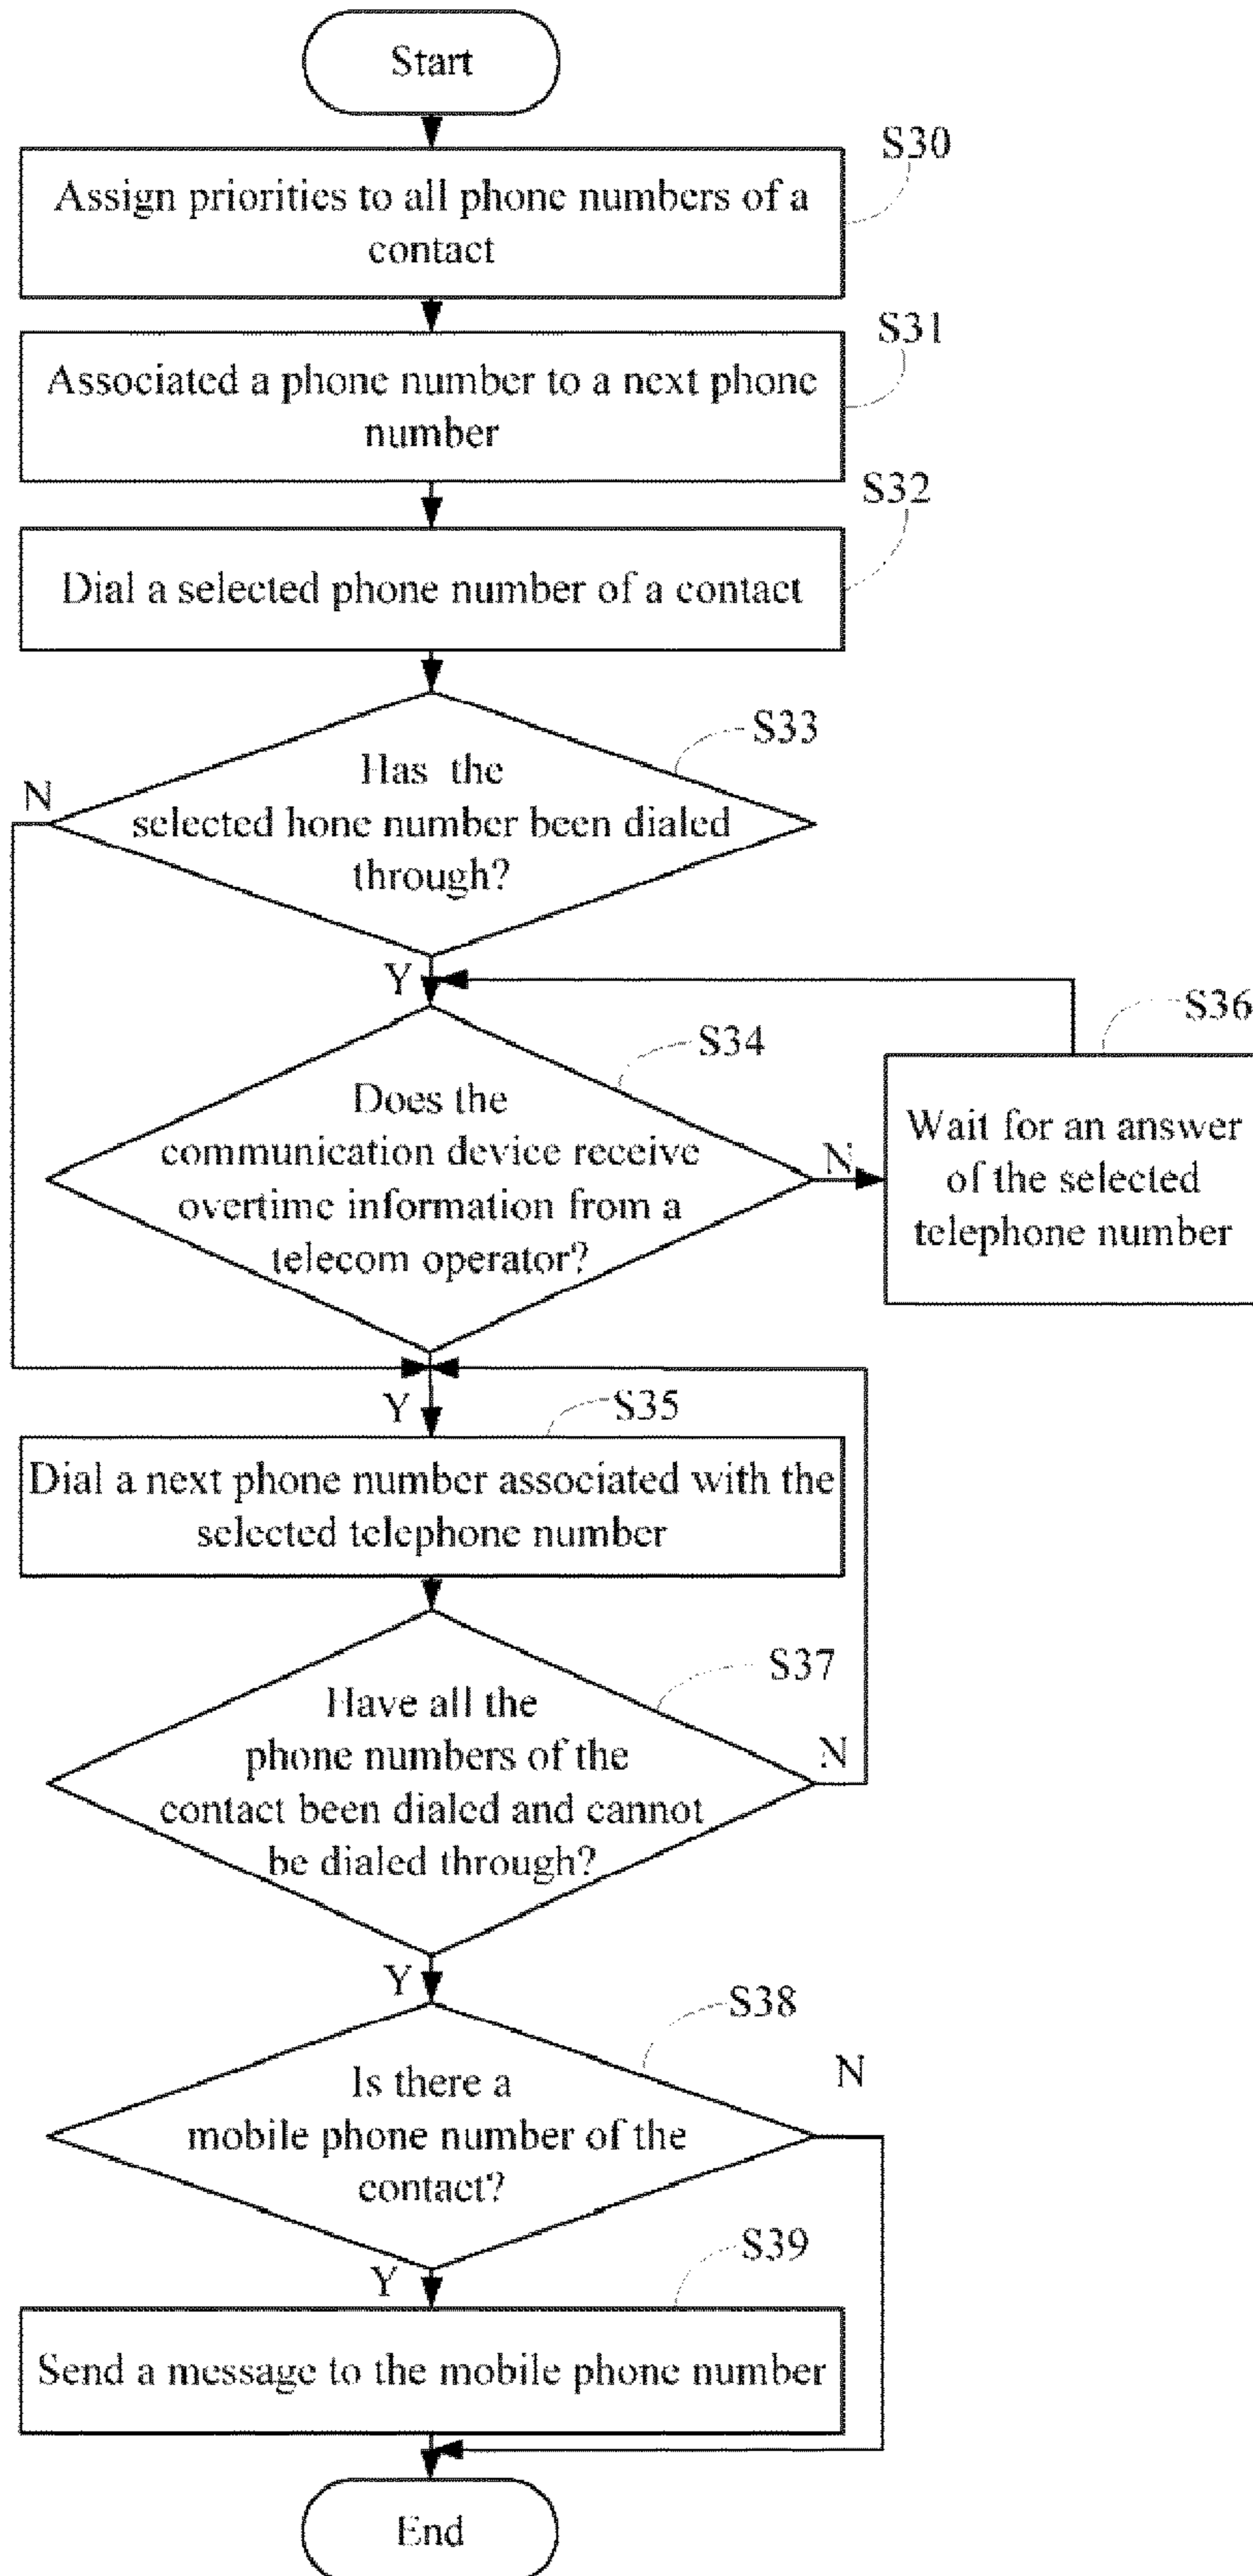 Start
S30
Assign priorities to all phone numbers of a
contact
S31
Associated a phone number to a next phone
number
S32
Dial a selected phone number of a contact
S33
N
Has the
selected hone number been dialed
through?
Y
S36
S34
Does the
communication device receive
overtime information from a
telecom operator?
N
Wait for an answer
of the selected
telephone number
Y
S35
Dial a next phone number associated with the
selected telephone number
S37
Have all the
phone numbers of the
contact been dialed and cannot
be dialed through?
N
Y
S38
N
Is there a
mobile phone number of the
contact?
S39
Y
Send a message to the mobile phone number
End